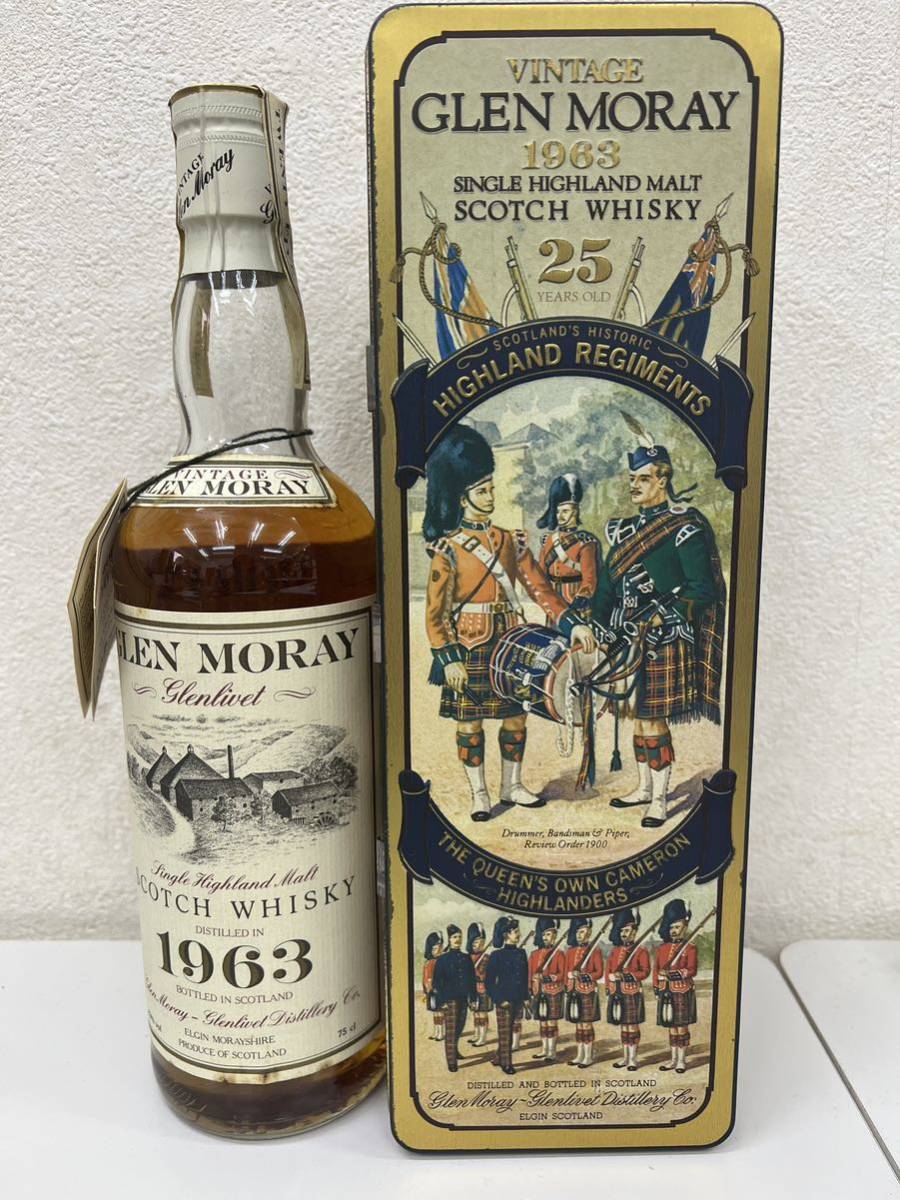 VINTAGE
Glen Moray
VINTAGE
GLEN MORAY
GLEN MORAY
Glenlivet
Single Highland Malt
SCOTCH WHISKY
DISTILLED IN
1963
BOTTLED IN SCOTLAND
Glen Moray - Glenlivet Distillery Co.
ELGIN MORAYSHIRE
PRODUCE OF SCOTLAND
75 cl
VINTAGE
GLEN MORAY
1963
SINGLE HIGHLAND MALT
SCOTCH WHISKY
25
YEARS OLD
SCOTLAND'S HISTORIC
HIGHLAND REGIMENTS
Drummer, Bandsman & Piper,
Review Order 1900
THE QUEEN'S OWN CAMERON
HIGHLANDERS
DISTILLED AND BOTTLED IN SCOTLAND
Glen Moray - Glenlivet Distillery Co.
ELGIN SCOTLAND